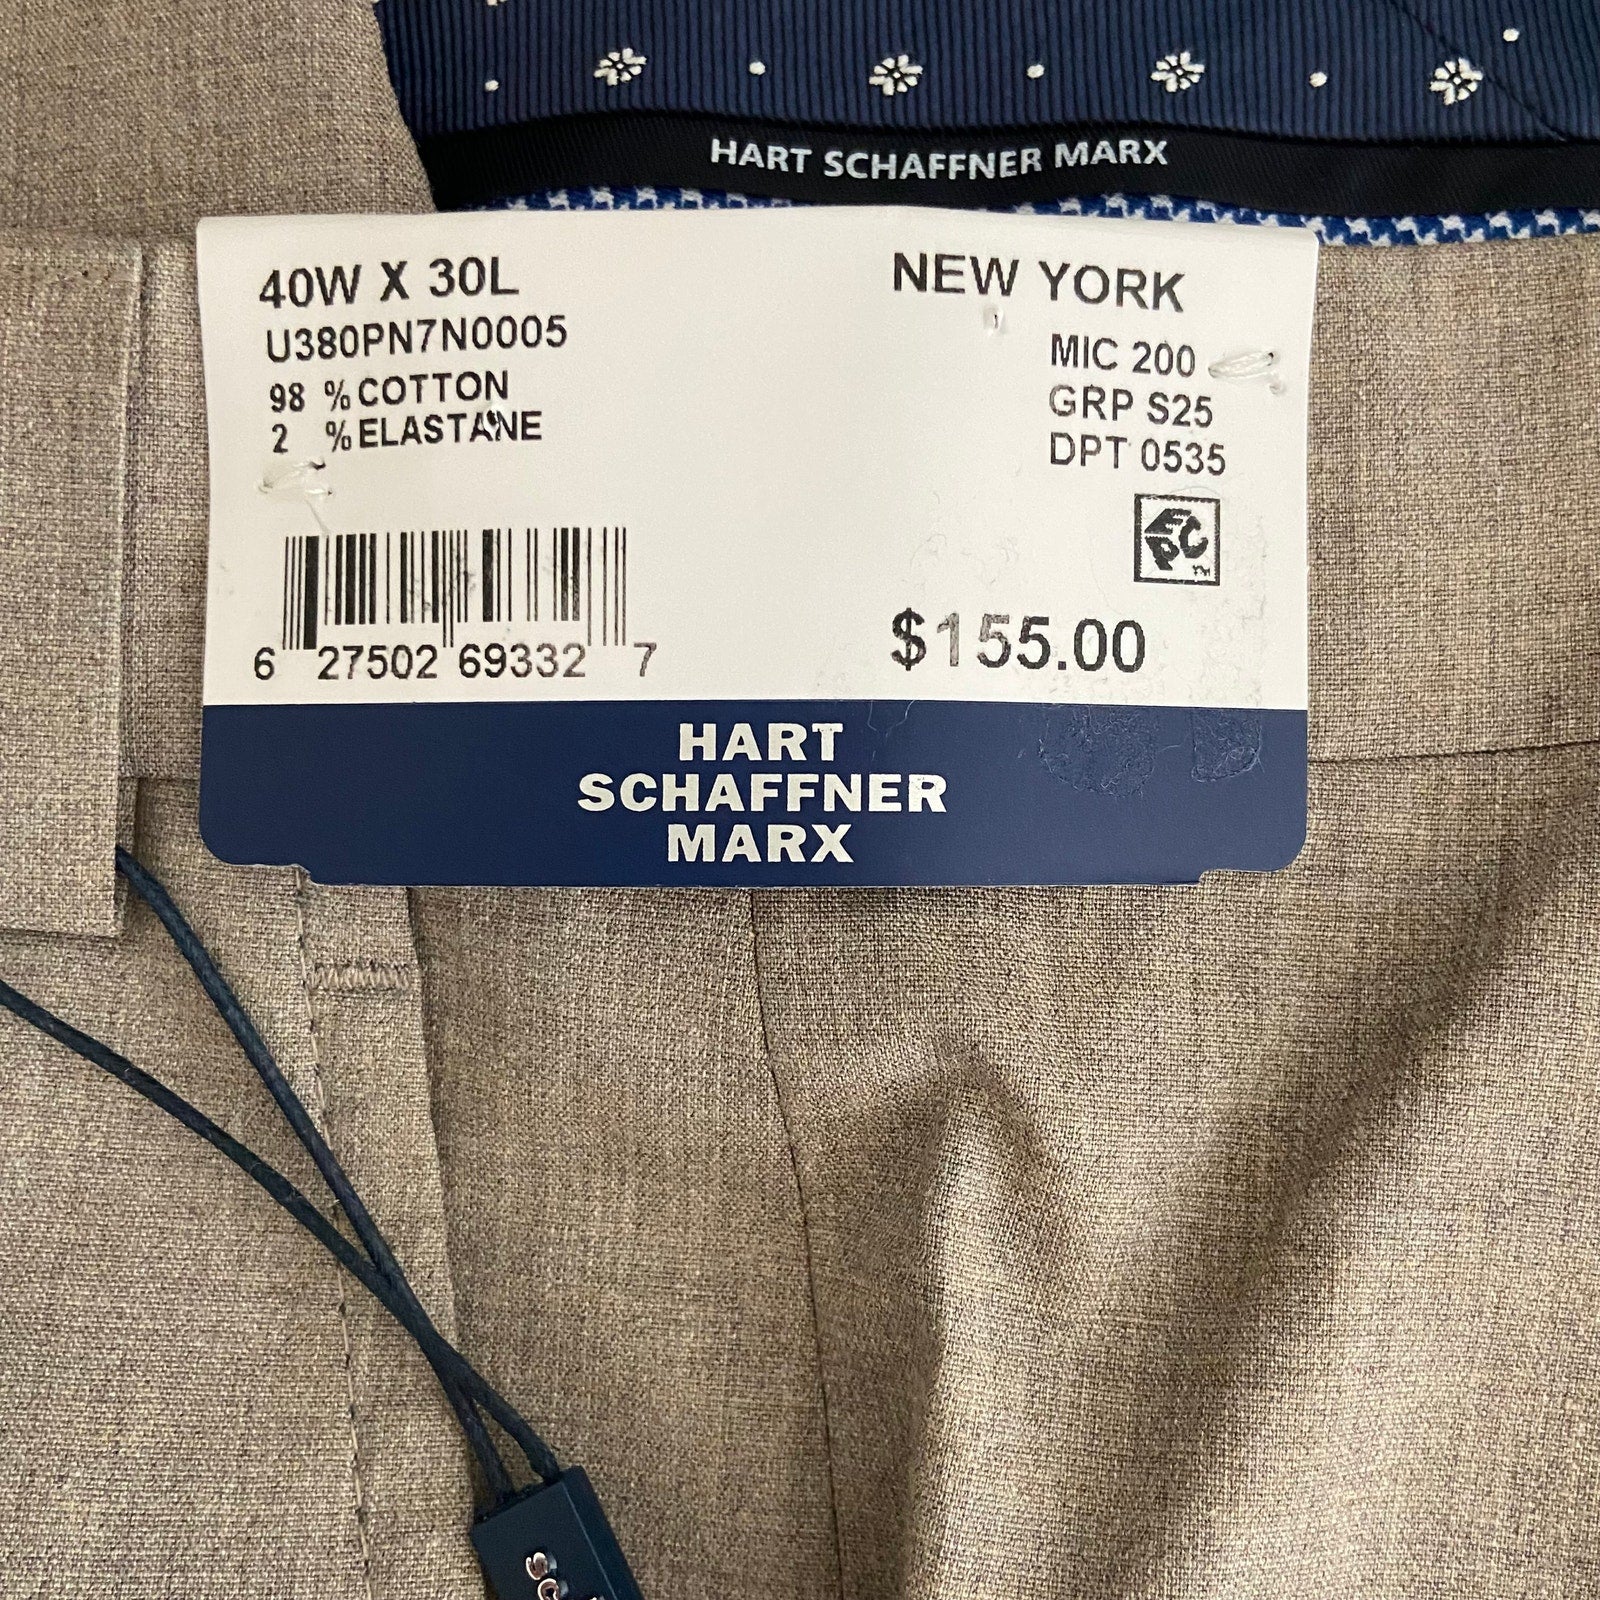 HART SCHAFFNER MARX
40W X 30L
U380PN7N0005
98 % COTTON
2 % ELASTANE
NEW YORK
MIC 200
GRP S25
DPT 0535
EPC™
$155.00
6 27502 69332 7
HART
SCHAFFNER
MARX